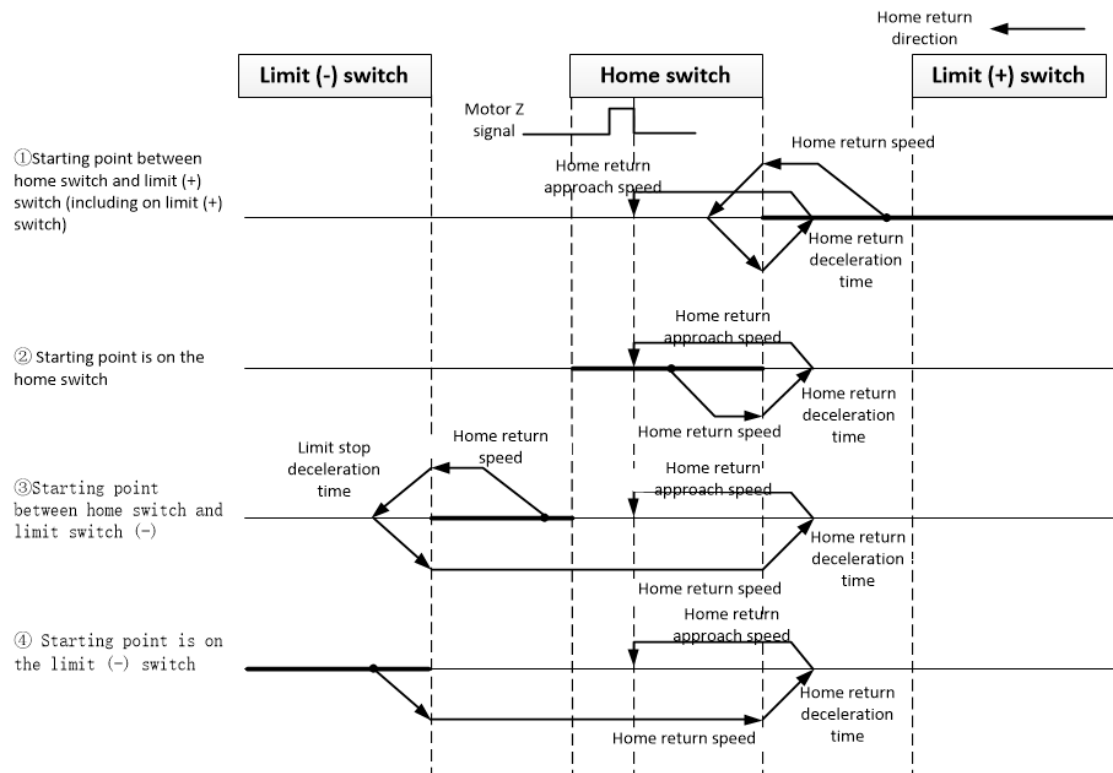 Home return
direction
Limit (-) switch
Home switch
Limit (+) switch
Motor Z
signal
①Starting point between
home switch and limit (+)
switch (including on limit (+)
switch)
Home return speed
Home return
approach speed
Home return
deceleration
time
② Starting point is on the
home switch
Home return
approach speed
Home return speed
Home return
deceleration
time
③Starting point
between home switch and
limit switch (-)
Limit stop
deceleration
time
Home return
speed
Home return
approach speed
Home return
deceleration
time
Home return speed
④ Starting point is on
the limit (-) switch
Home return
approach speed
Home return
deceleration
time
Home return speed